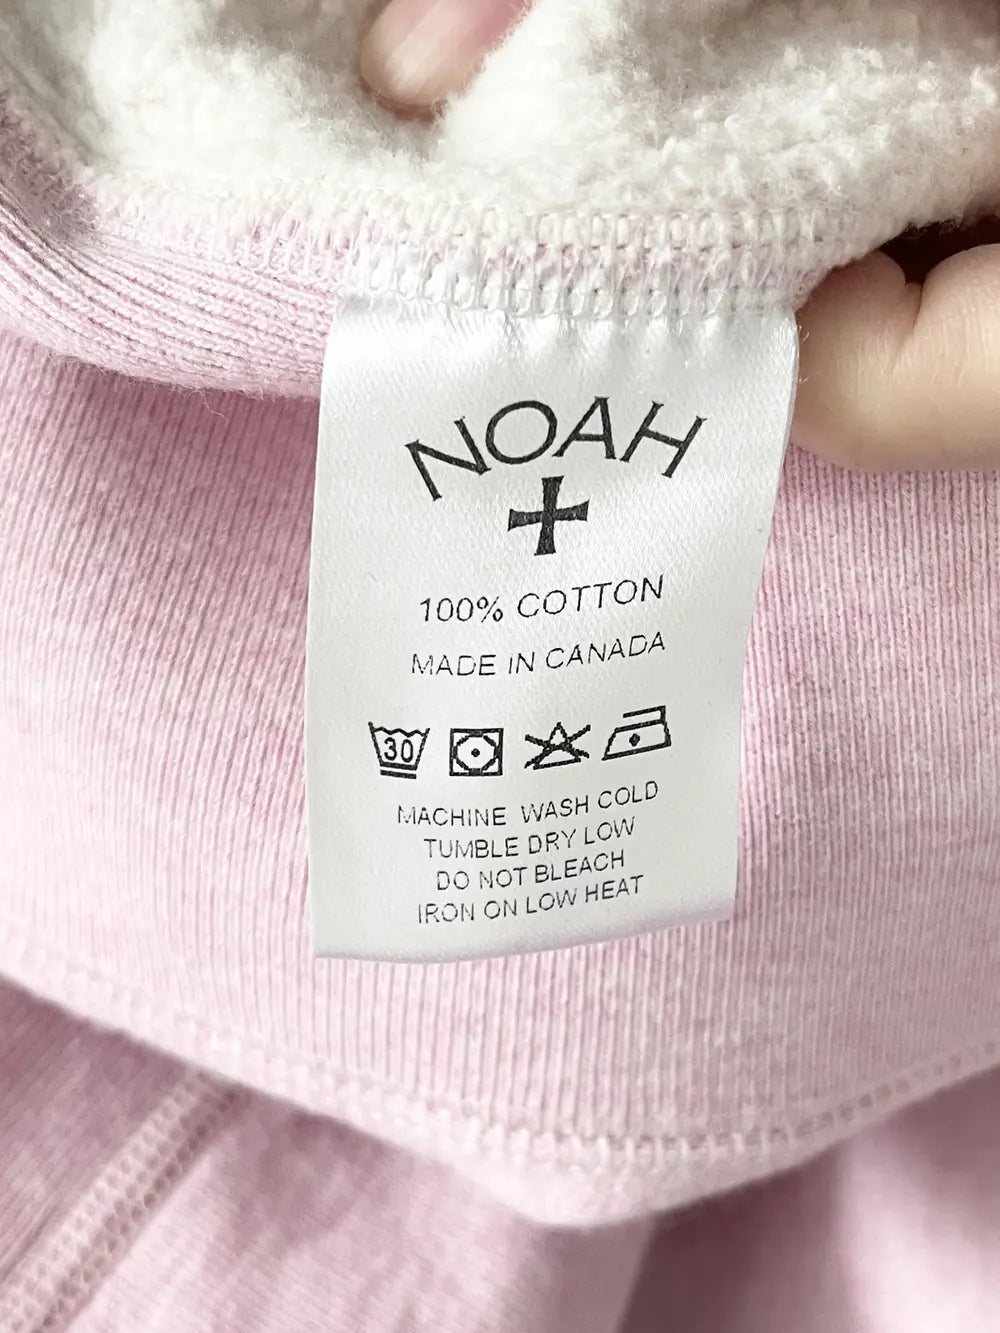 NOAH
100% COTTON
MADE IN CANADA
30
MACHINE WASH COLD
TUMBLE DRY LOW
DO NOT BLEACH
IRON ON LOW HEAT